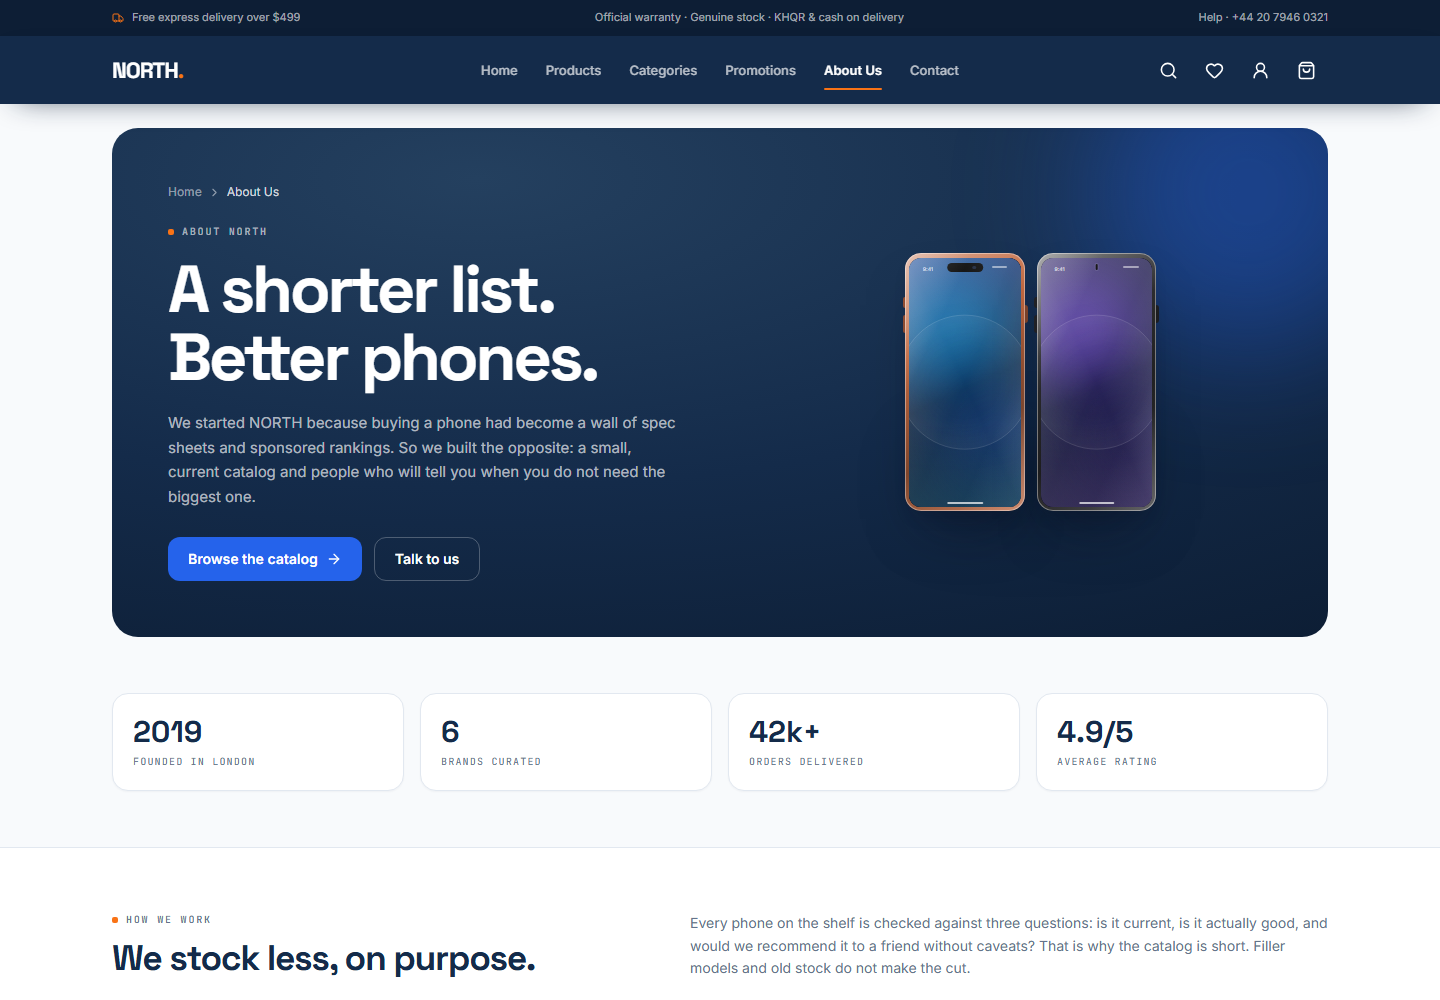 Free express delivery over $499
Official warranty · Genuine stock · KHQR & cash on delivery
Help · +44 20 7946 0321
NORTH.
Home
Products
Categories
Promotions
About Us
Contact
Home > About Us
ABOUT NORTH
A shorter list.
Better phones.
We started NORTH because buying a phone had become a wall of spec
sheets and sponsored rankings. So we built the opposite: a small,
current catalog and people who will tell you when you do not need the
biggest one.
Browse the catalog →
Talk to us
9:41
9:41
2019
FOUNDED IN LONDON
6
BRANDS CURATED
42k+
ORDERS DELIVERED
4.9/5
AVERAGE RATING
HOW WE WORK
We stock less, on purpose.
Every phone on the shelf is checked against three questions: is it current, is it actually good, and
would we recommend it to a friend without caveats? That is why the catalog is short. Filler
models and old stock do not make the cut.